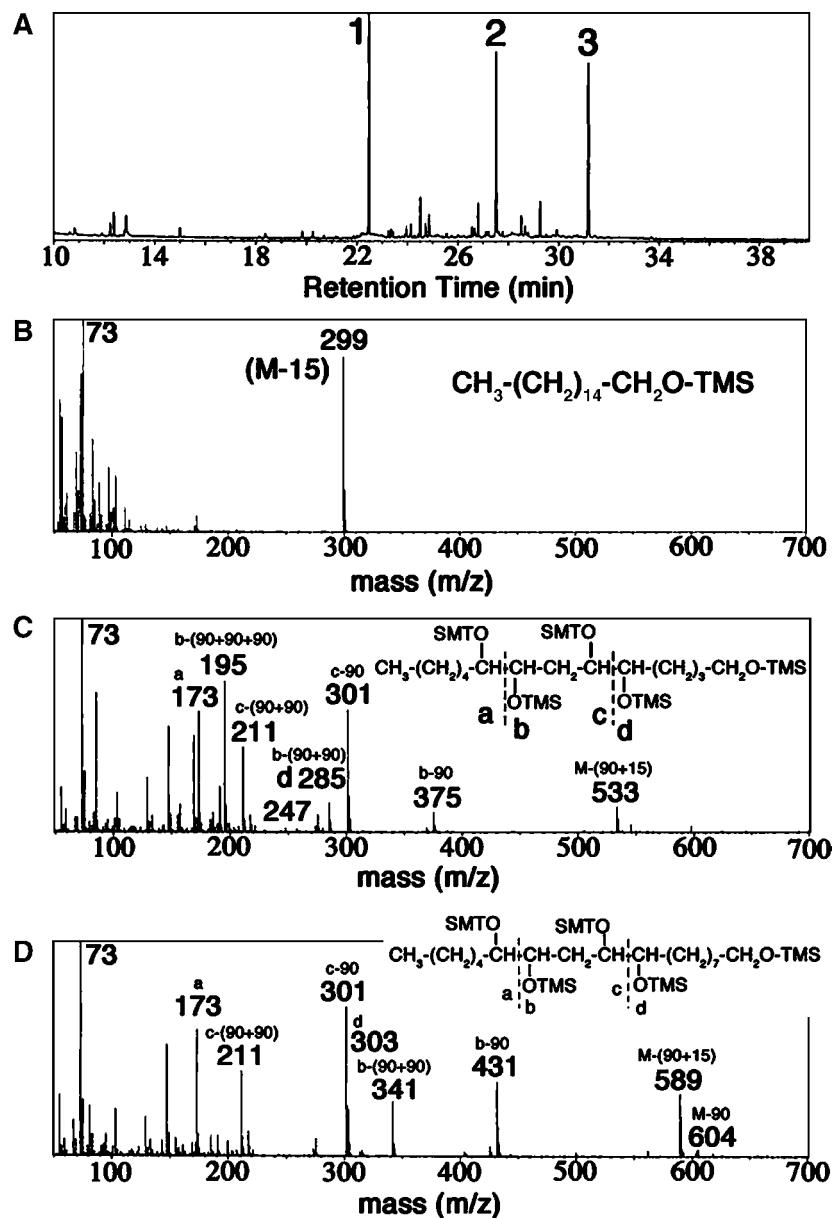 A
1
2
3
10 14 18 22 26 30 34 38
Retention Time (min)
B
73
299
(M-15)
CH3-(CH2)14-CH2O-TMS
100 200 300 400 500 600 700
mass (m/z)
C
73
b-(90+90+90)
195
a
173
c-(90+90)
211
c-90
301
b-(90+90)
d 285
247
b-90
375
M-(90+15)
533
SMTO SMTO
CH3-(CH2)4-CH-CH-CH2-CH-CH-(CH2)3-CH2O-TMS
OTMS OTMS
a b c d
100 200 300 400 500 600 700
mass (m/z)
D
73
a
173
c-(90+90)
211
c-90
301
d
303
b-(90+90)
341
b-90
431
M-(90+15)
589
M-90
604
SMTO SMTO
CH3-(CH2)4-CH-CH-CH2-CH-CH-(CH2)7-CH2O-TMS
OTMS OTMS
a b c d
100 200 300 400 500 600 700
mass (m/z)